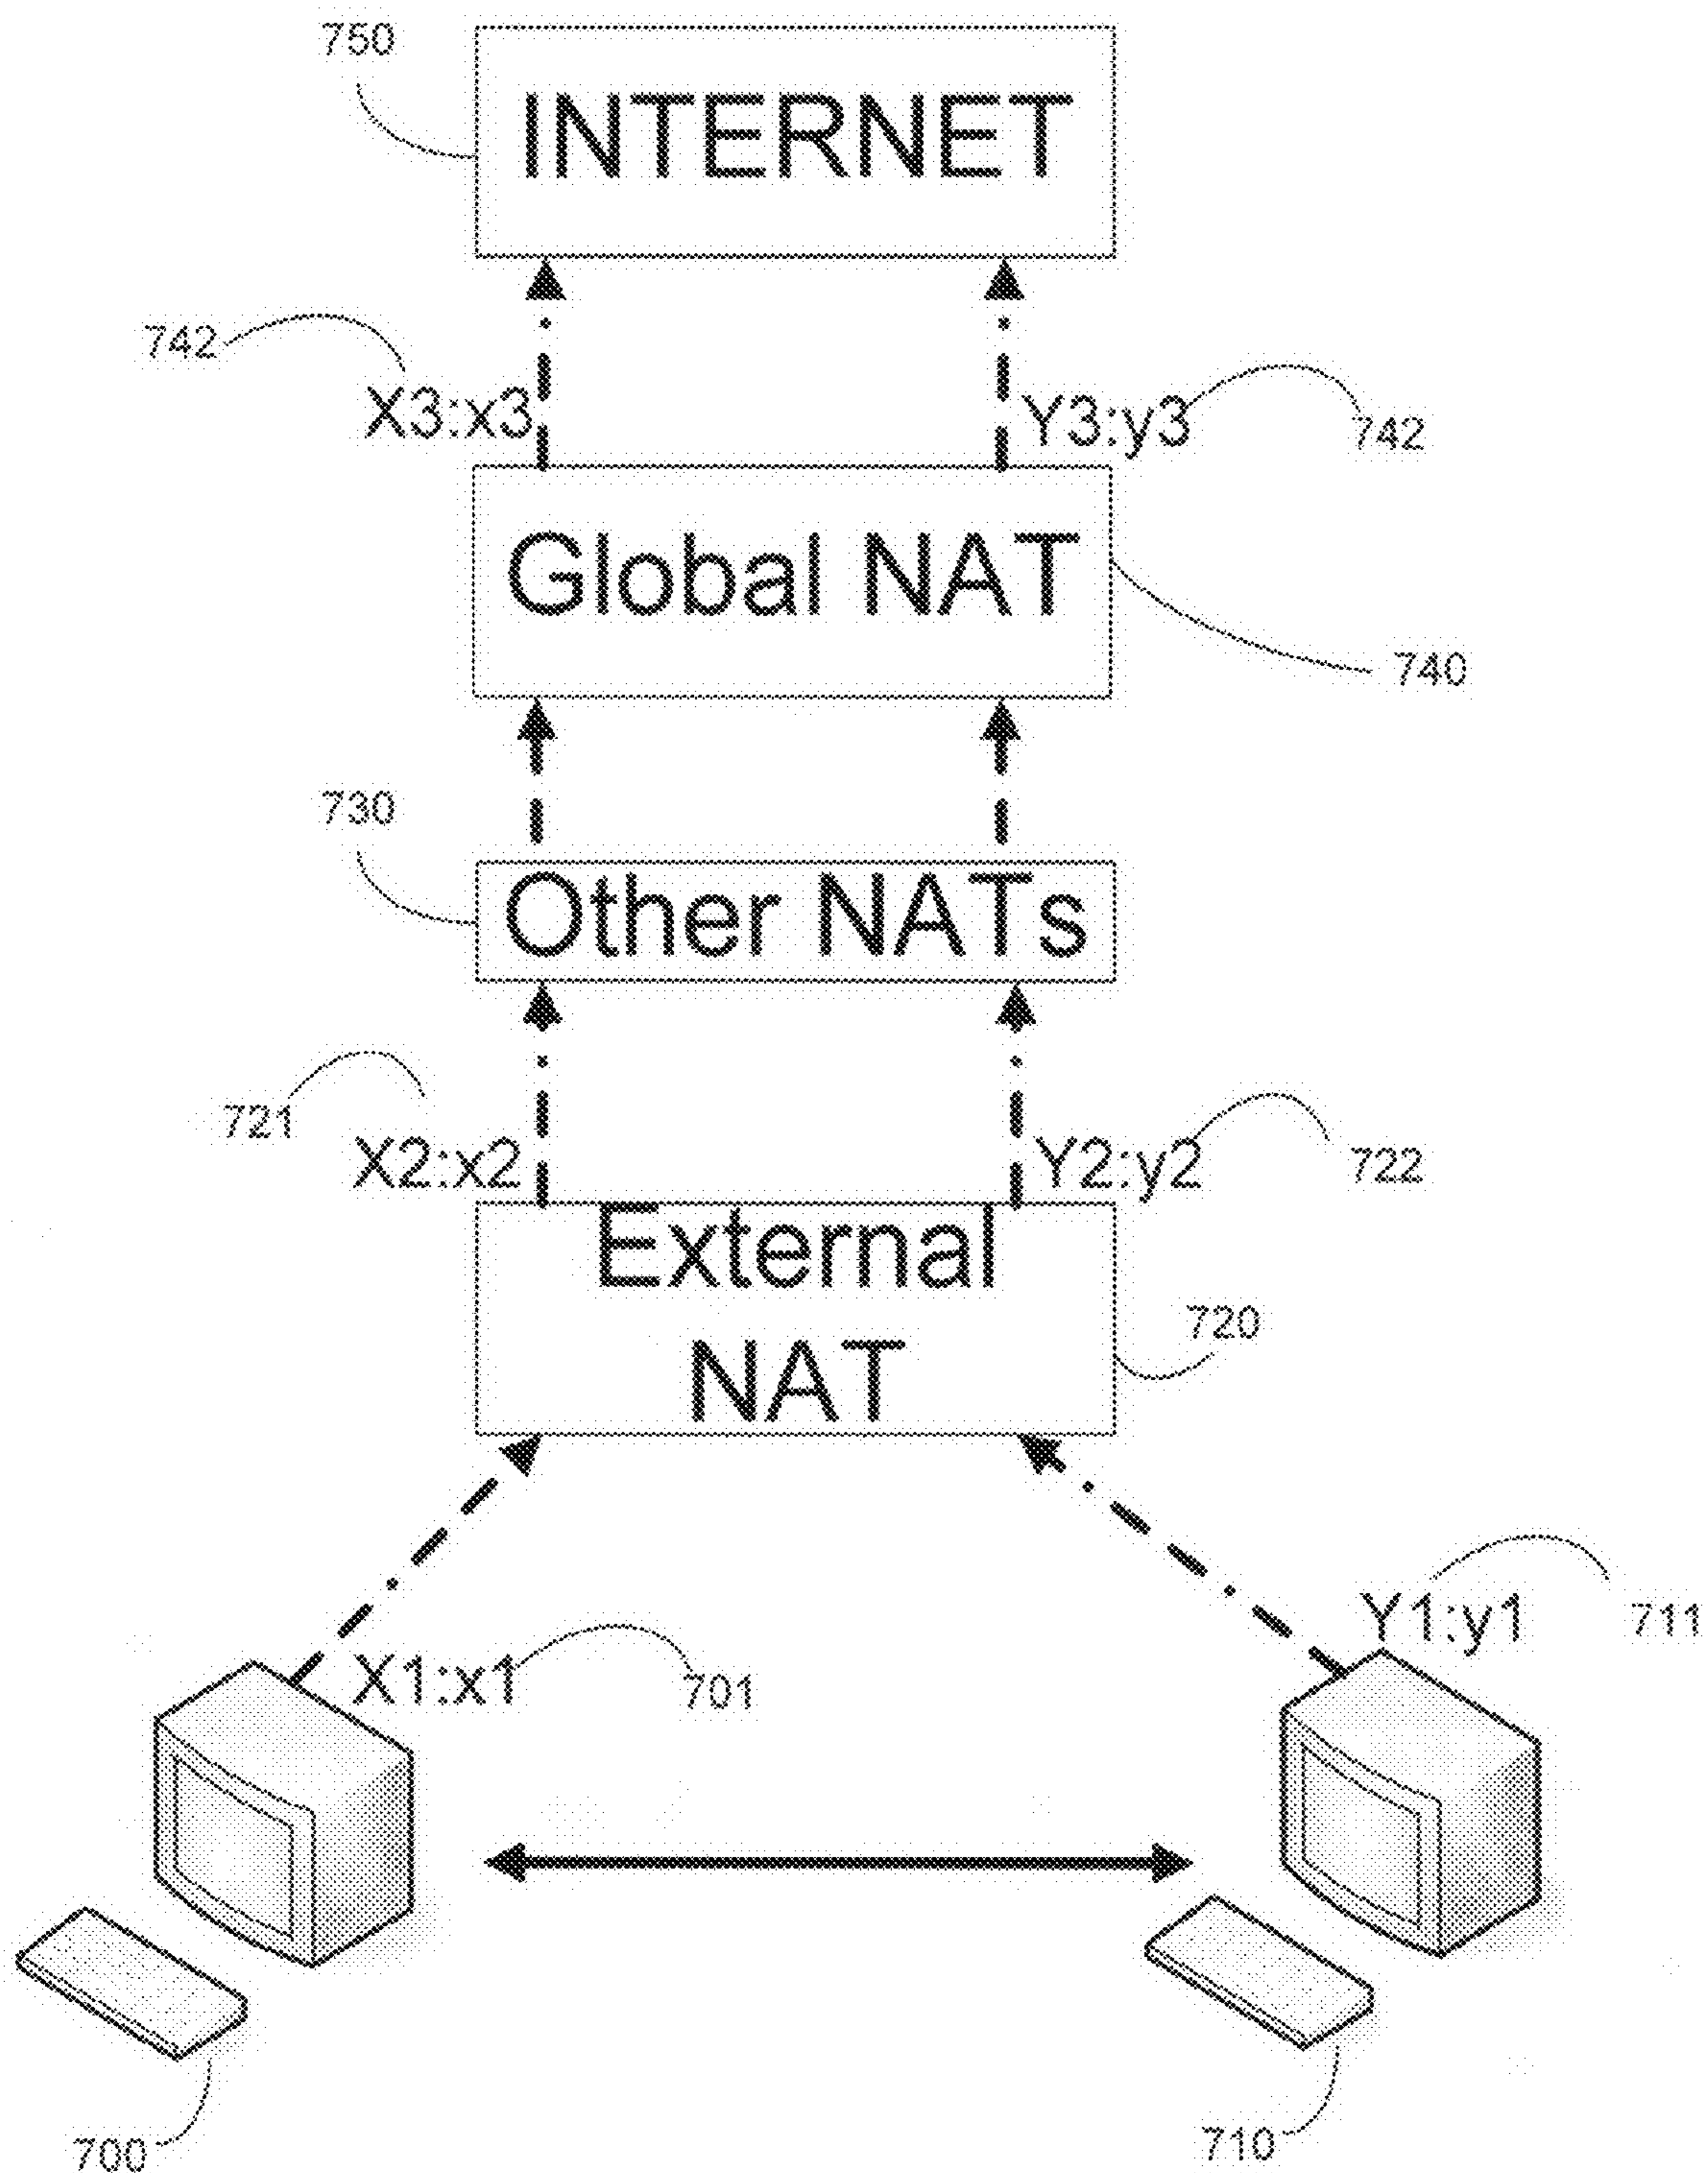 750
INTERNET
742
X3:x3
Y3:y3
742
Global NAT
740
730
Other NATs
721
X2:x2
Y2:y2
722
External
NAT
720
X1:x1
701
Y1:y1
711
700
710